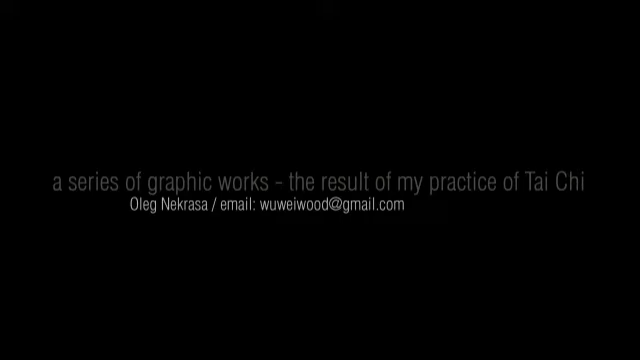 a series of graphic works - the result of my practice of Tai Chi
Oleg Nekrasa / email: wuweiwood@gmail.com